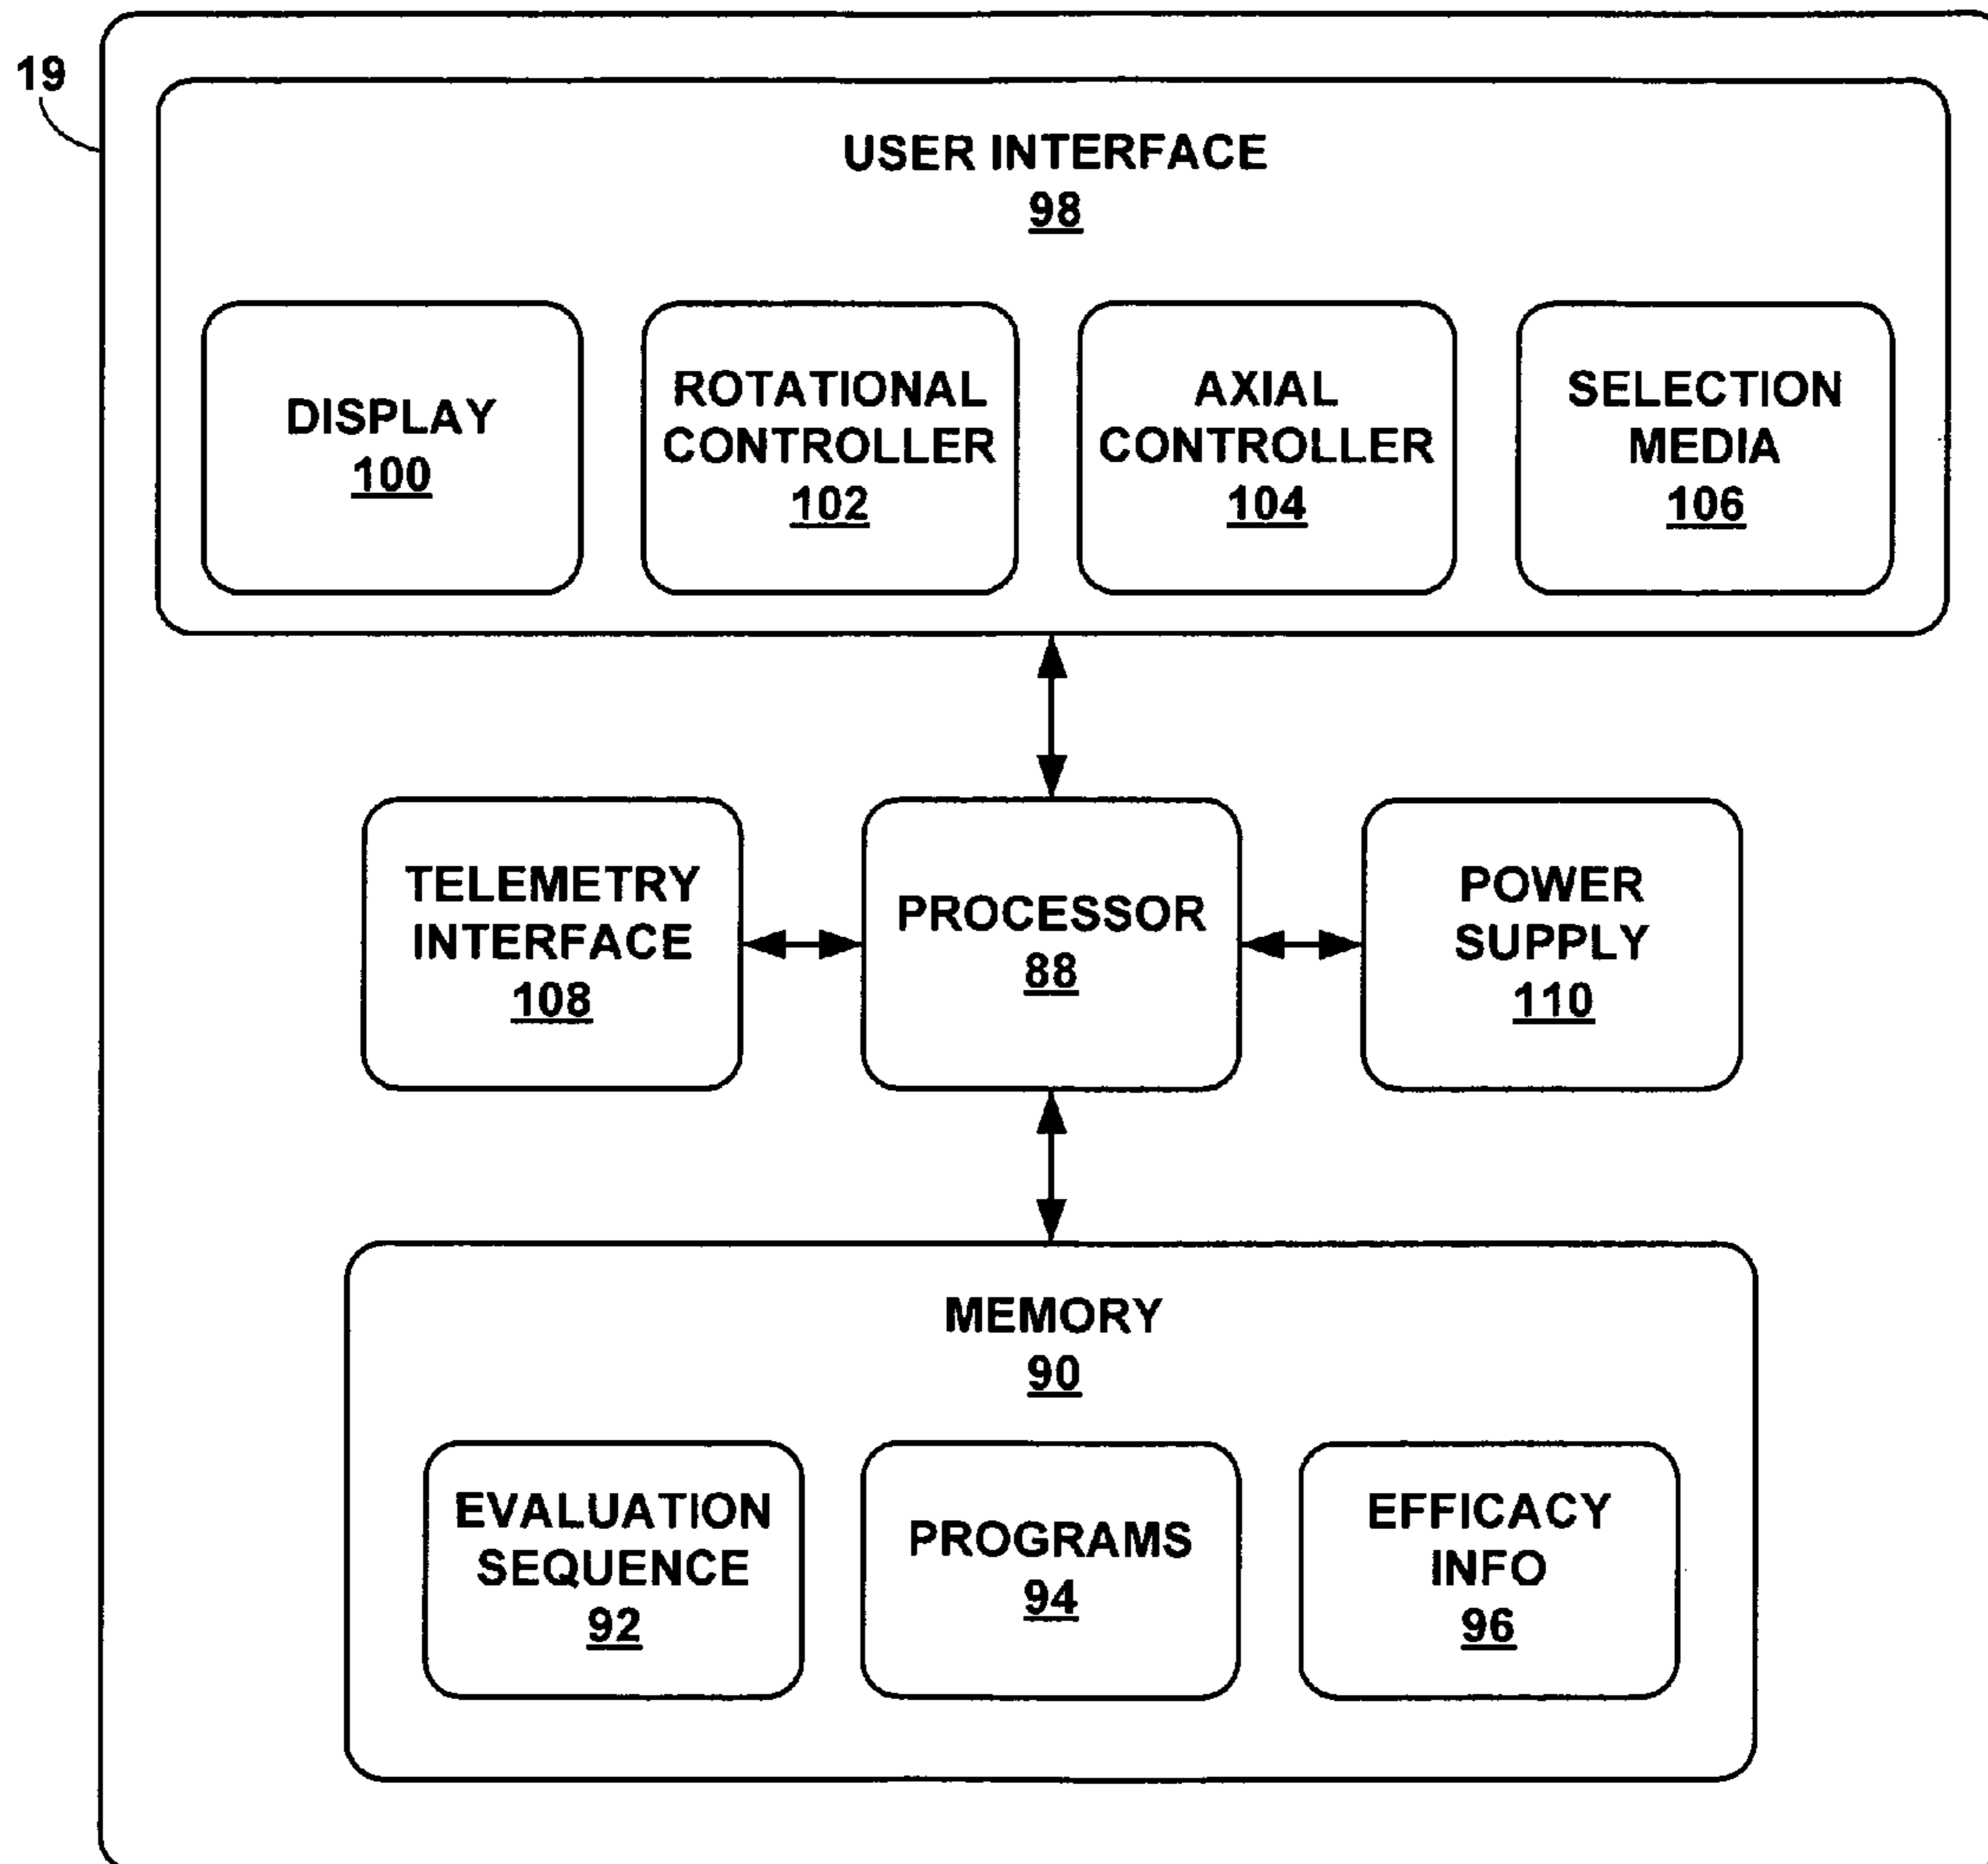 19
USER INTERFACE
98
DISPLAY
100
ROTATIONAL
CONTROLLER
102
AXIAL
CONTROLLER
104
SELECTION
MEDIA
106
TELEMETRY
INTERFACE
108
PROCESSOR
88
POWER
SUPPLY
110
MEMORY
90
EVALUATION
SEQUENCE
92
PROGRAMS
94
EFFICACY
INFO
96